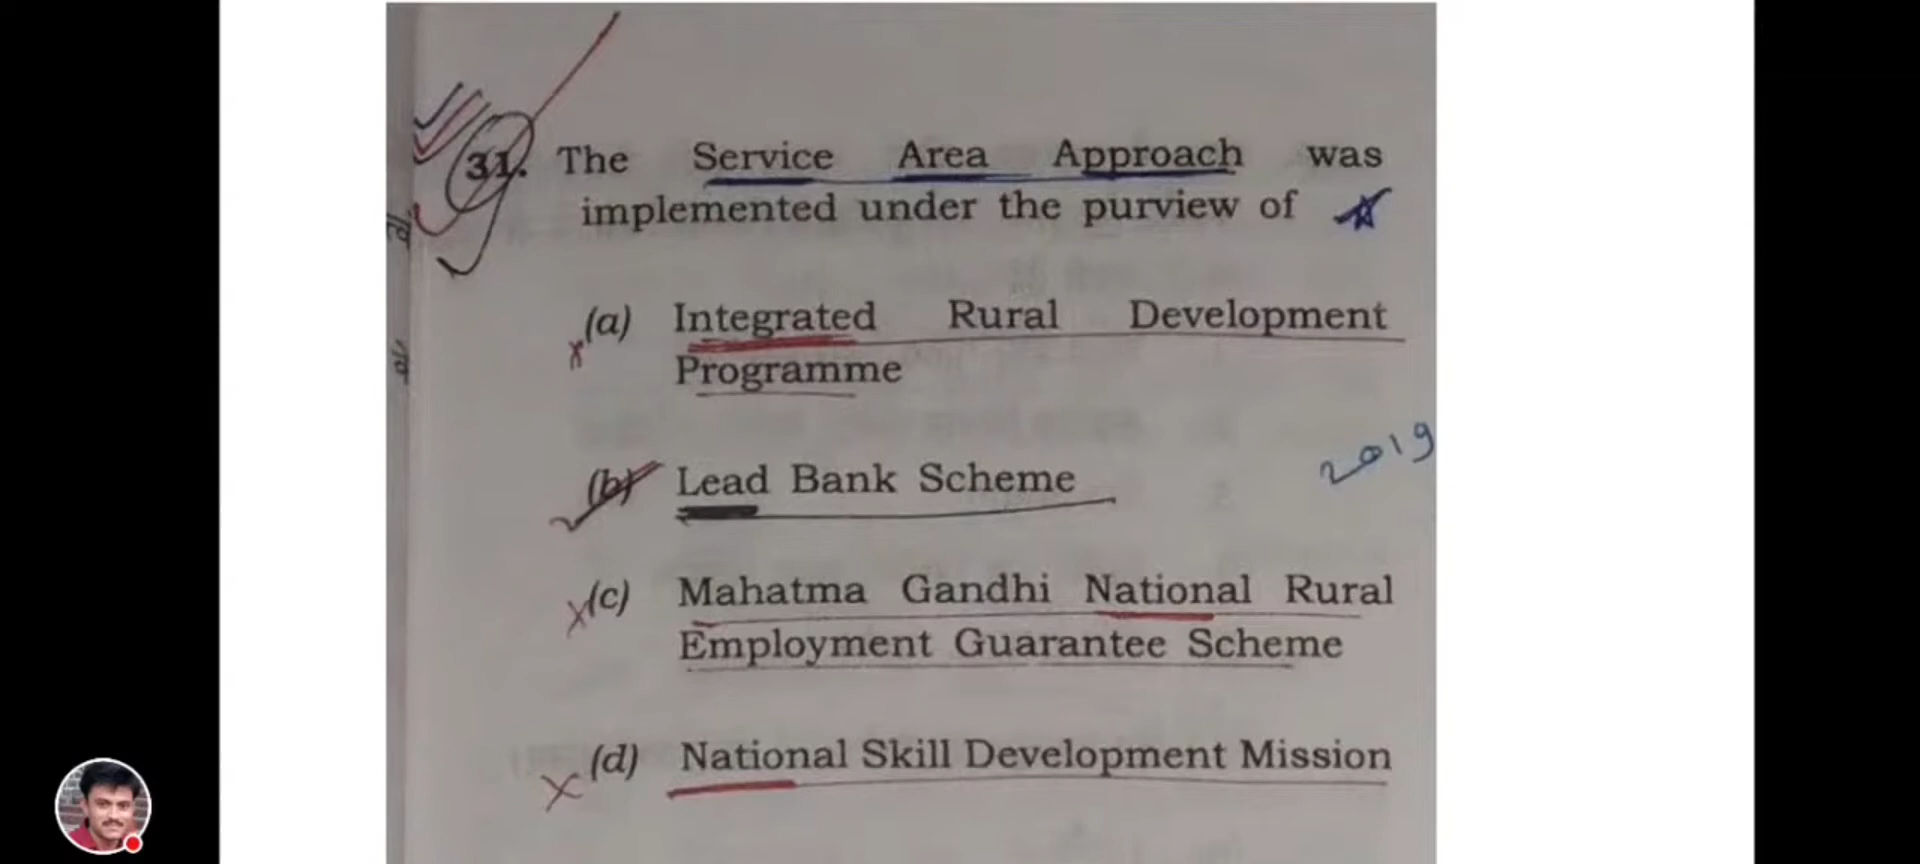 31. The Service Area Approach was
implemented under the purview of
(a) Integrated Rural Development
Programme
(b) Lead Bank Scheme
2019
(c) Mahatma Gandhi National Rural
Employment Guarantee Scheme
(d) National Skill Development Mission